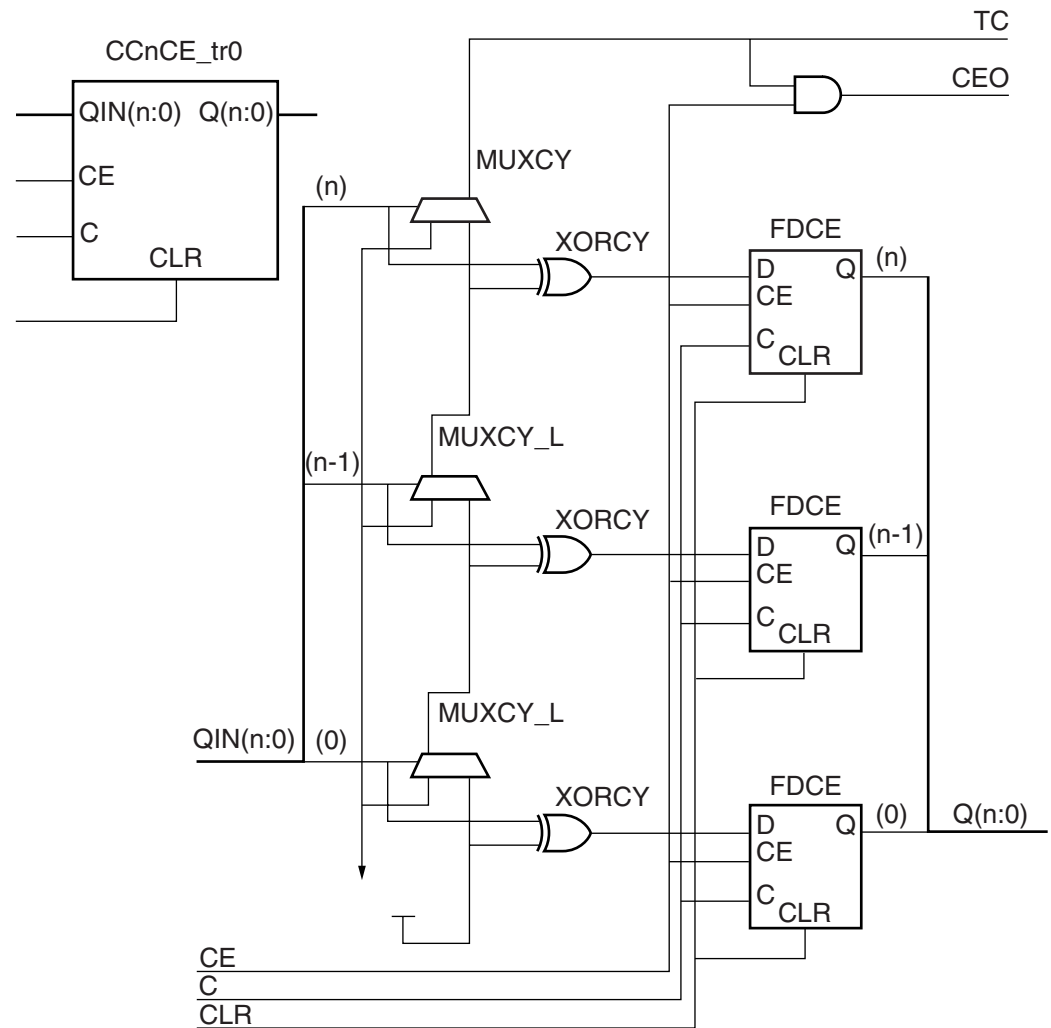 TC
CCnCE_tr0
CEO
QIN(n:0) Q(n:0)
MUXCY
CE
(n)
C
CLR
XORCY
FDCE
(n)
D Q
CE
C
CLR
MUXCY_L
(n-1)
XORCY
FDCE
(n-1)
D Q
CE
C
CLR
MUXCY_L
QIN(n:0) (0)
XORCY
FDCE
(0) Q(n:0)
D Q
CE
C
CLR
CE
C
CLR